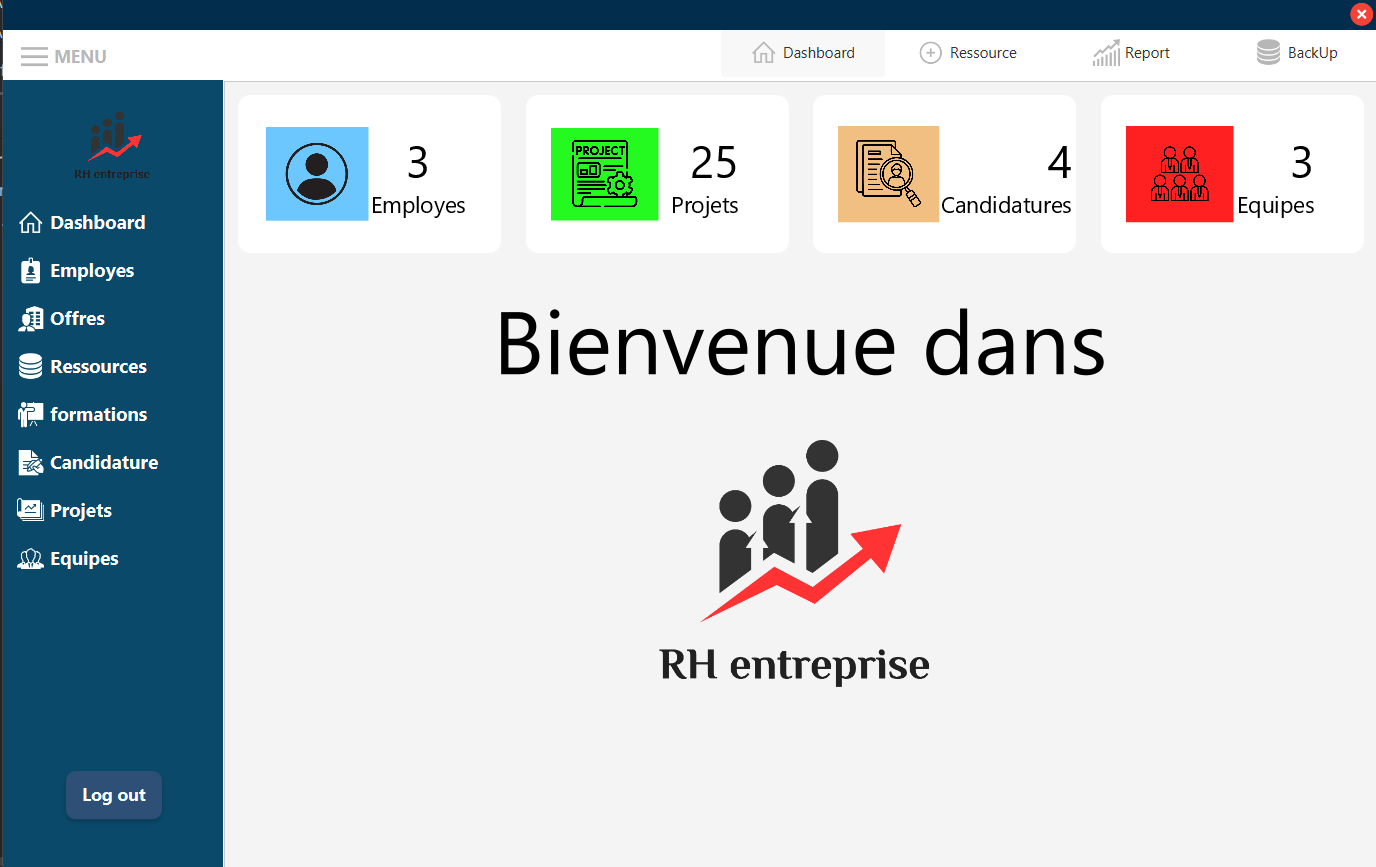 MENU
Dashboard
Ressource
Report
BackUp
RH entreprise
Dashboard
Employes
Offres
Ressources
formations
Candidature
Projets
Equipes
Log out
3
Employes
PROJECT
25
Projets
4
Candidatures
3
Equipes
Bienvenue dans
RH entreprise